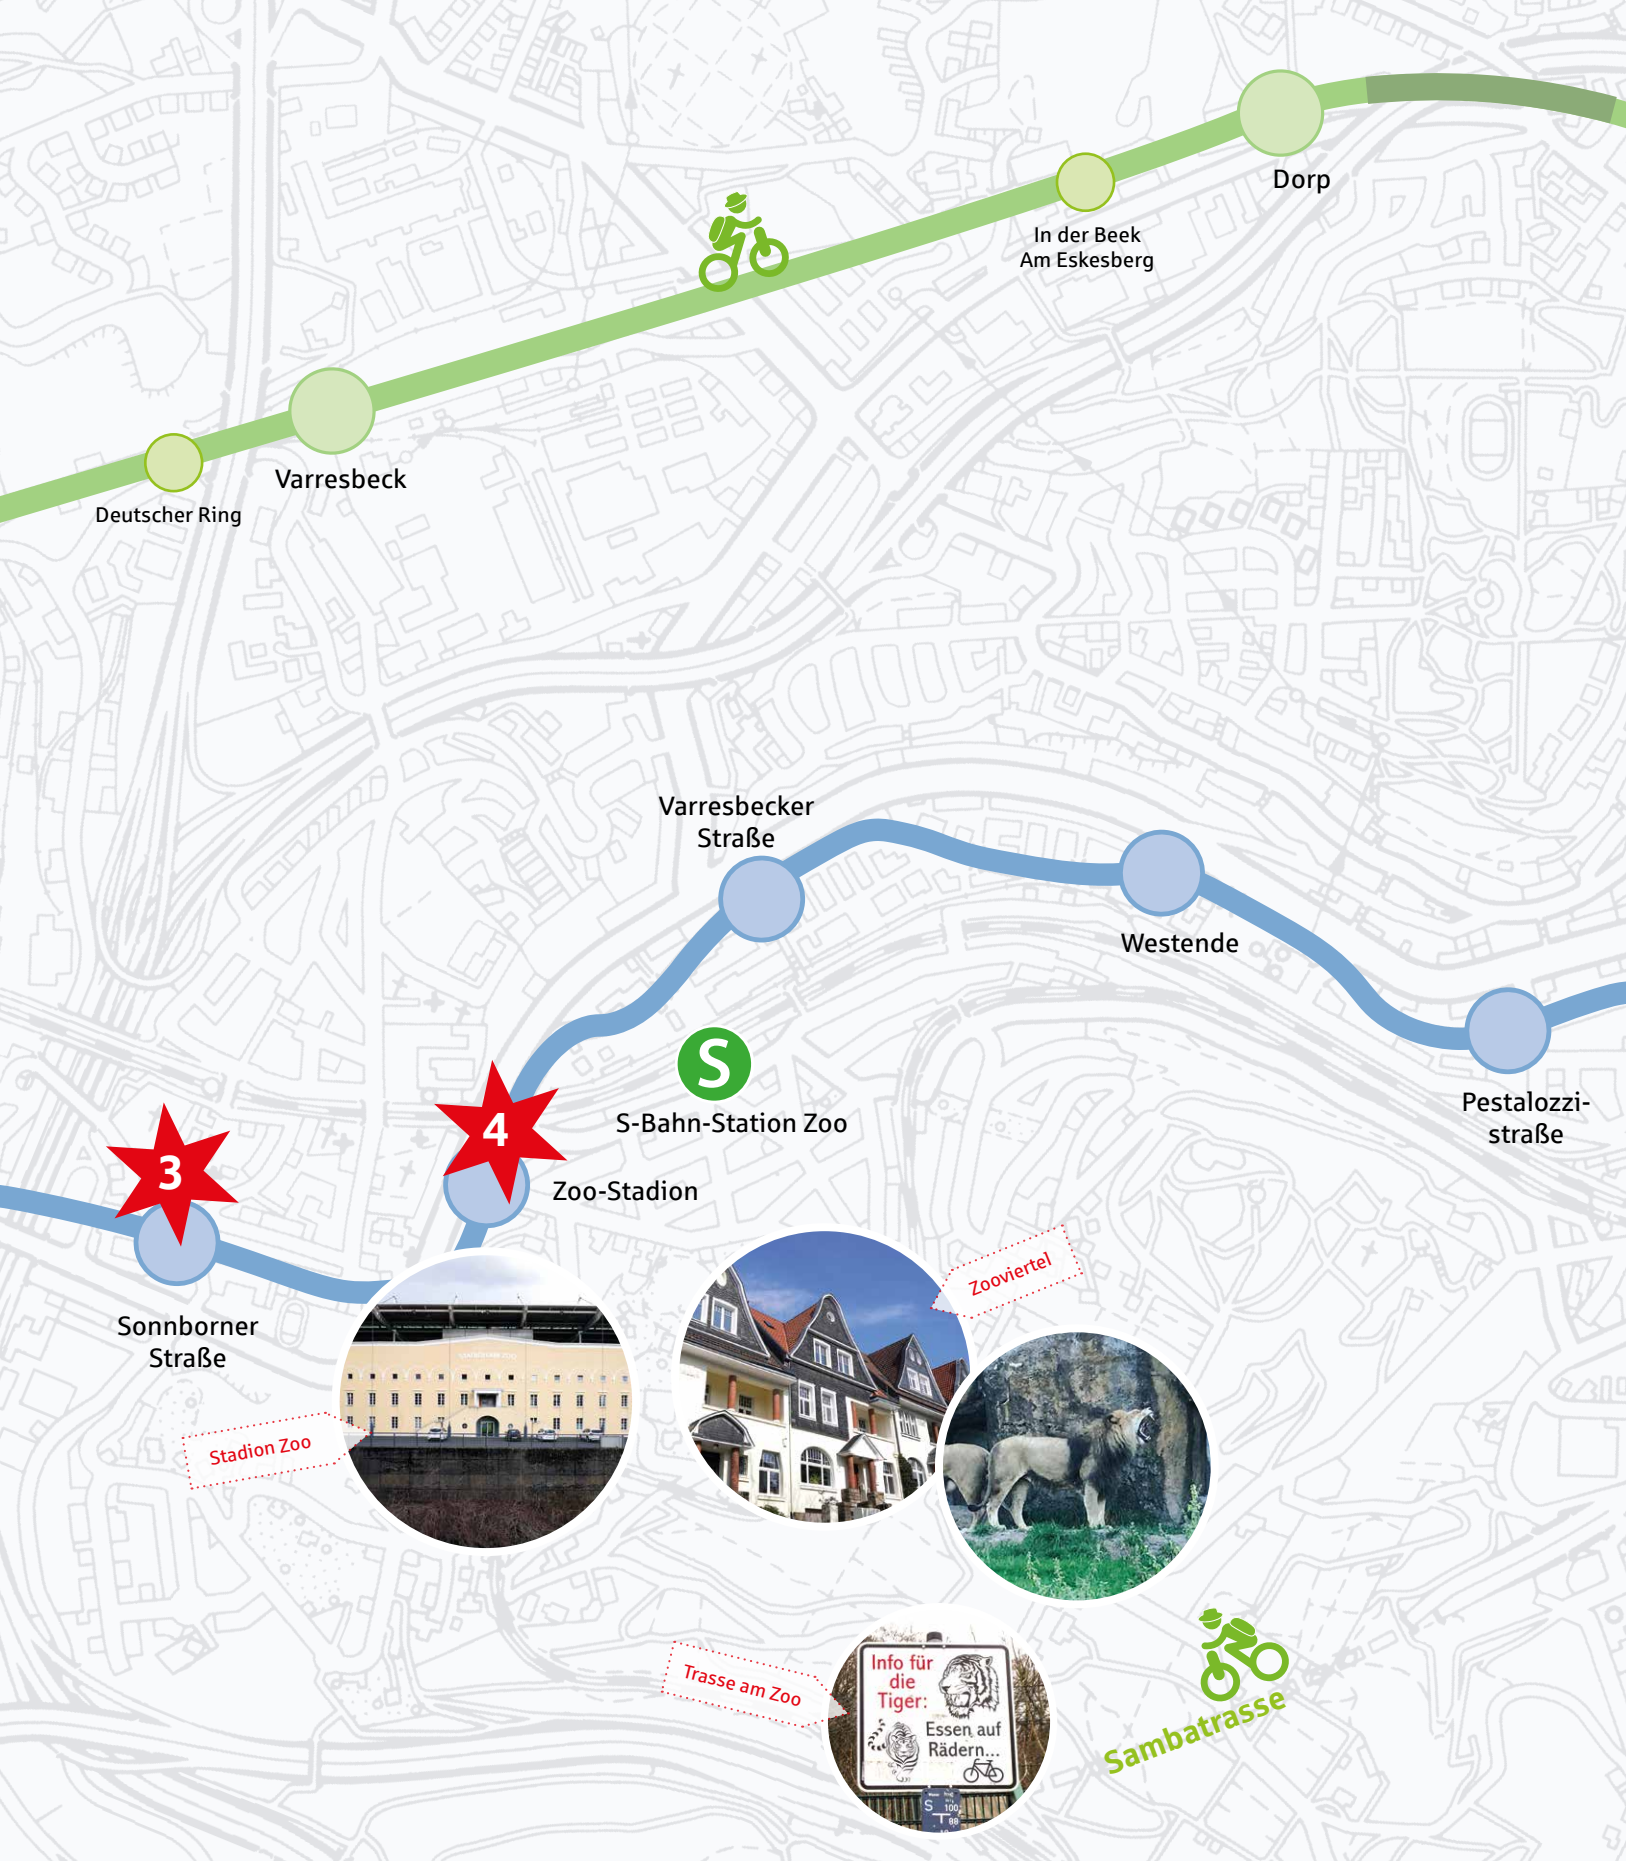 Dorp
In der Beek
Am Eskesberg
Varresbeck
Deutscher Ring
Varresbecker
Straße
Westende
S
S-Bahn-Station Zoo
Pestalozzi-
straße
4
3
Zoo-Stadion
Zooviertel
Sonnborner
Straße
Stadion Zoo
Trasse am Zoo
Info für
die
Tiger:
Essen auf
Rädern...
S 100
Sambatrasse